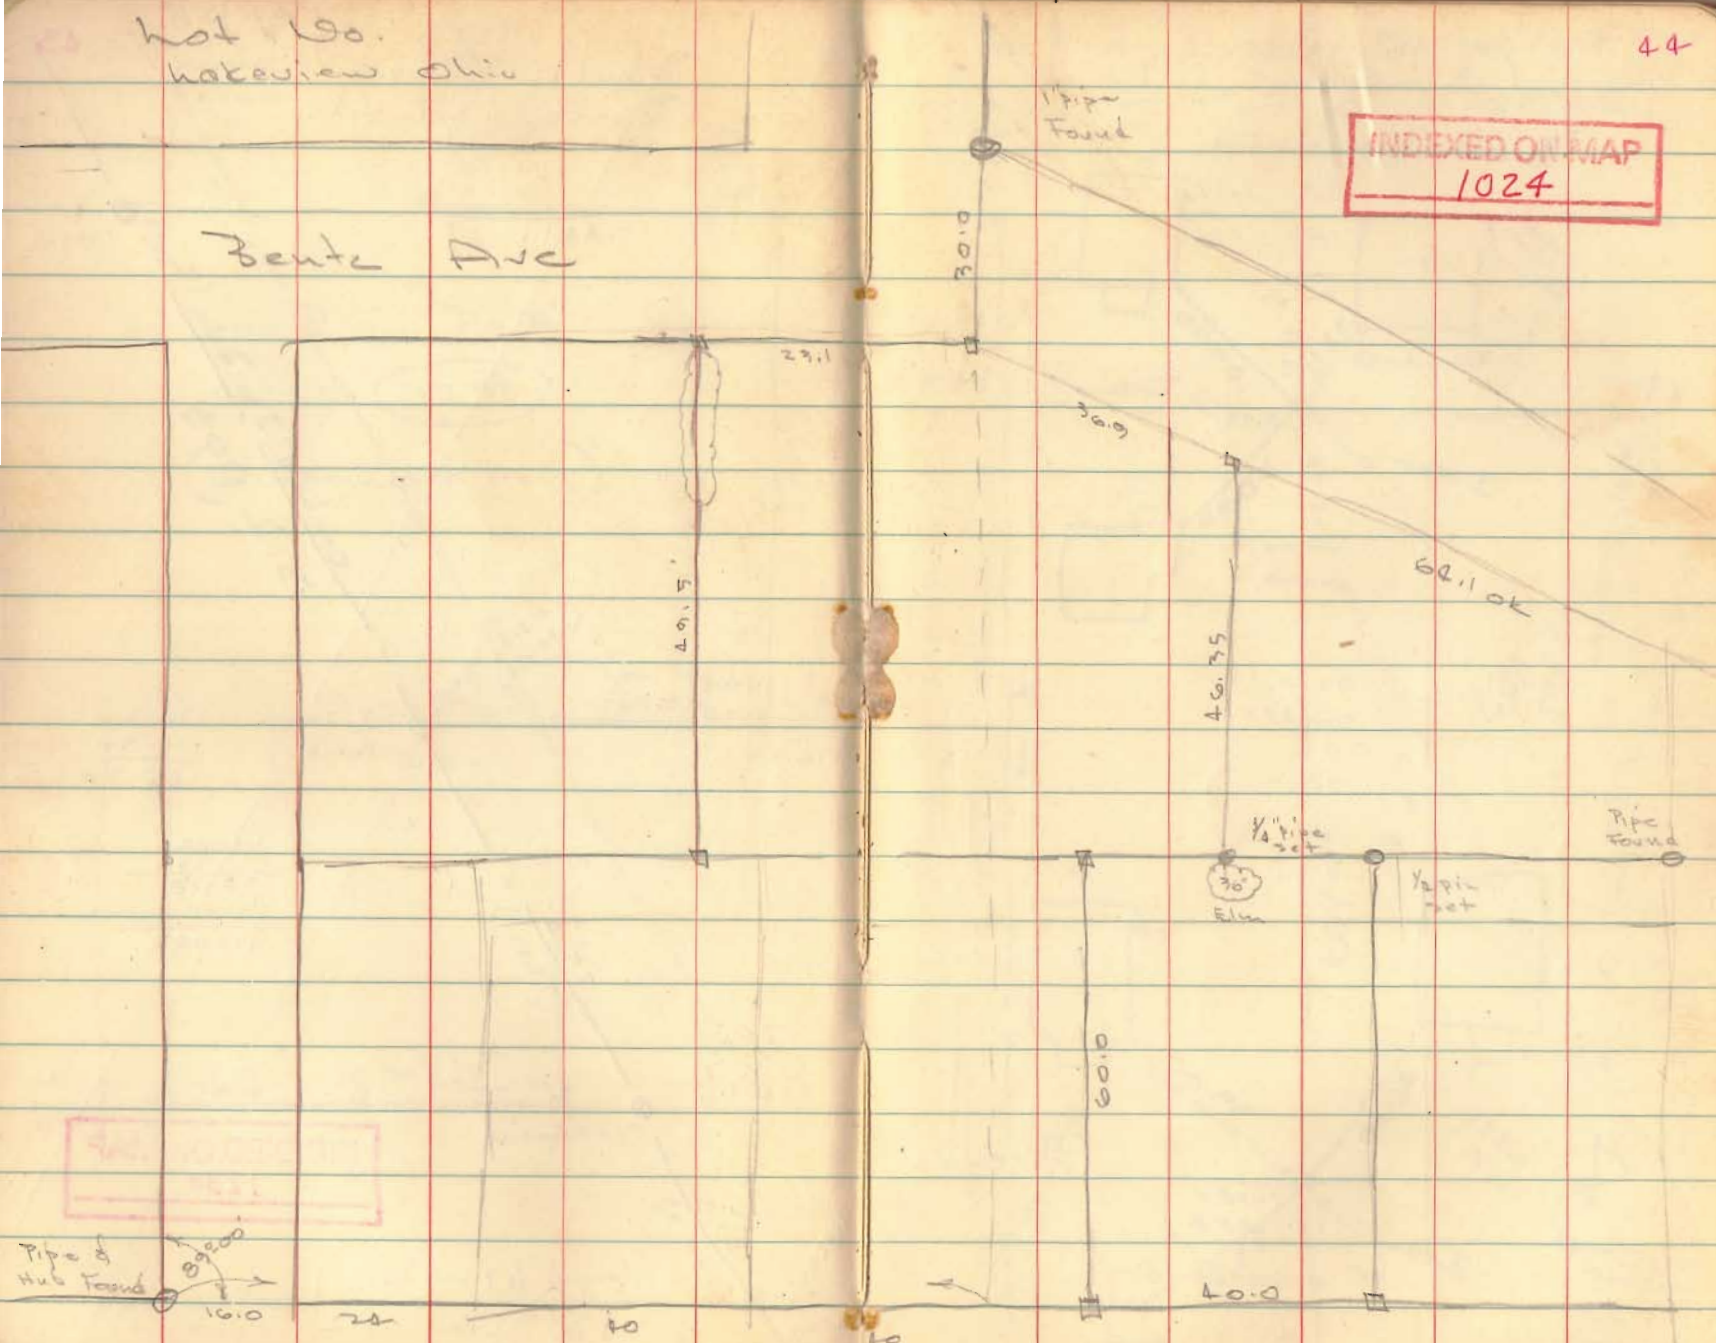 Lot No.
Lakeview Ohio
44
INDEXED ON MAP
1024
1" pipe
Found
30.0
Bentz Ave
23.1
36.9
64.1 ok
49.5'
46.35
1/4" pipe
set
Pipe
Found
30"
Elm
1/2 pin
set
60.0
Pipe &
Hub Found
89°00'
16.0
24
40
40.0
40